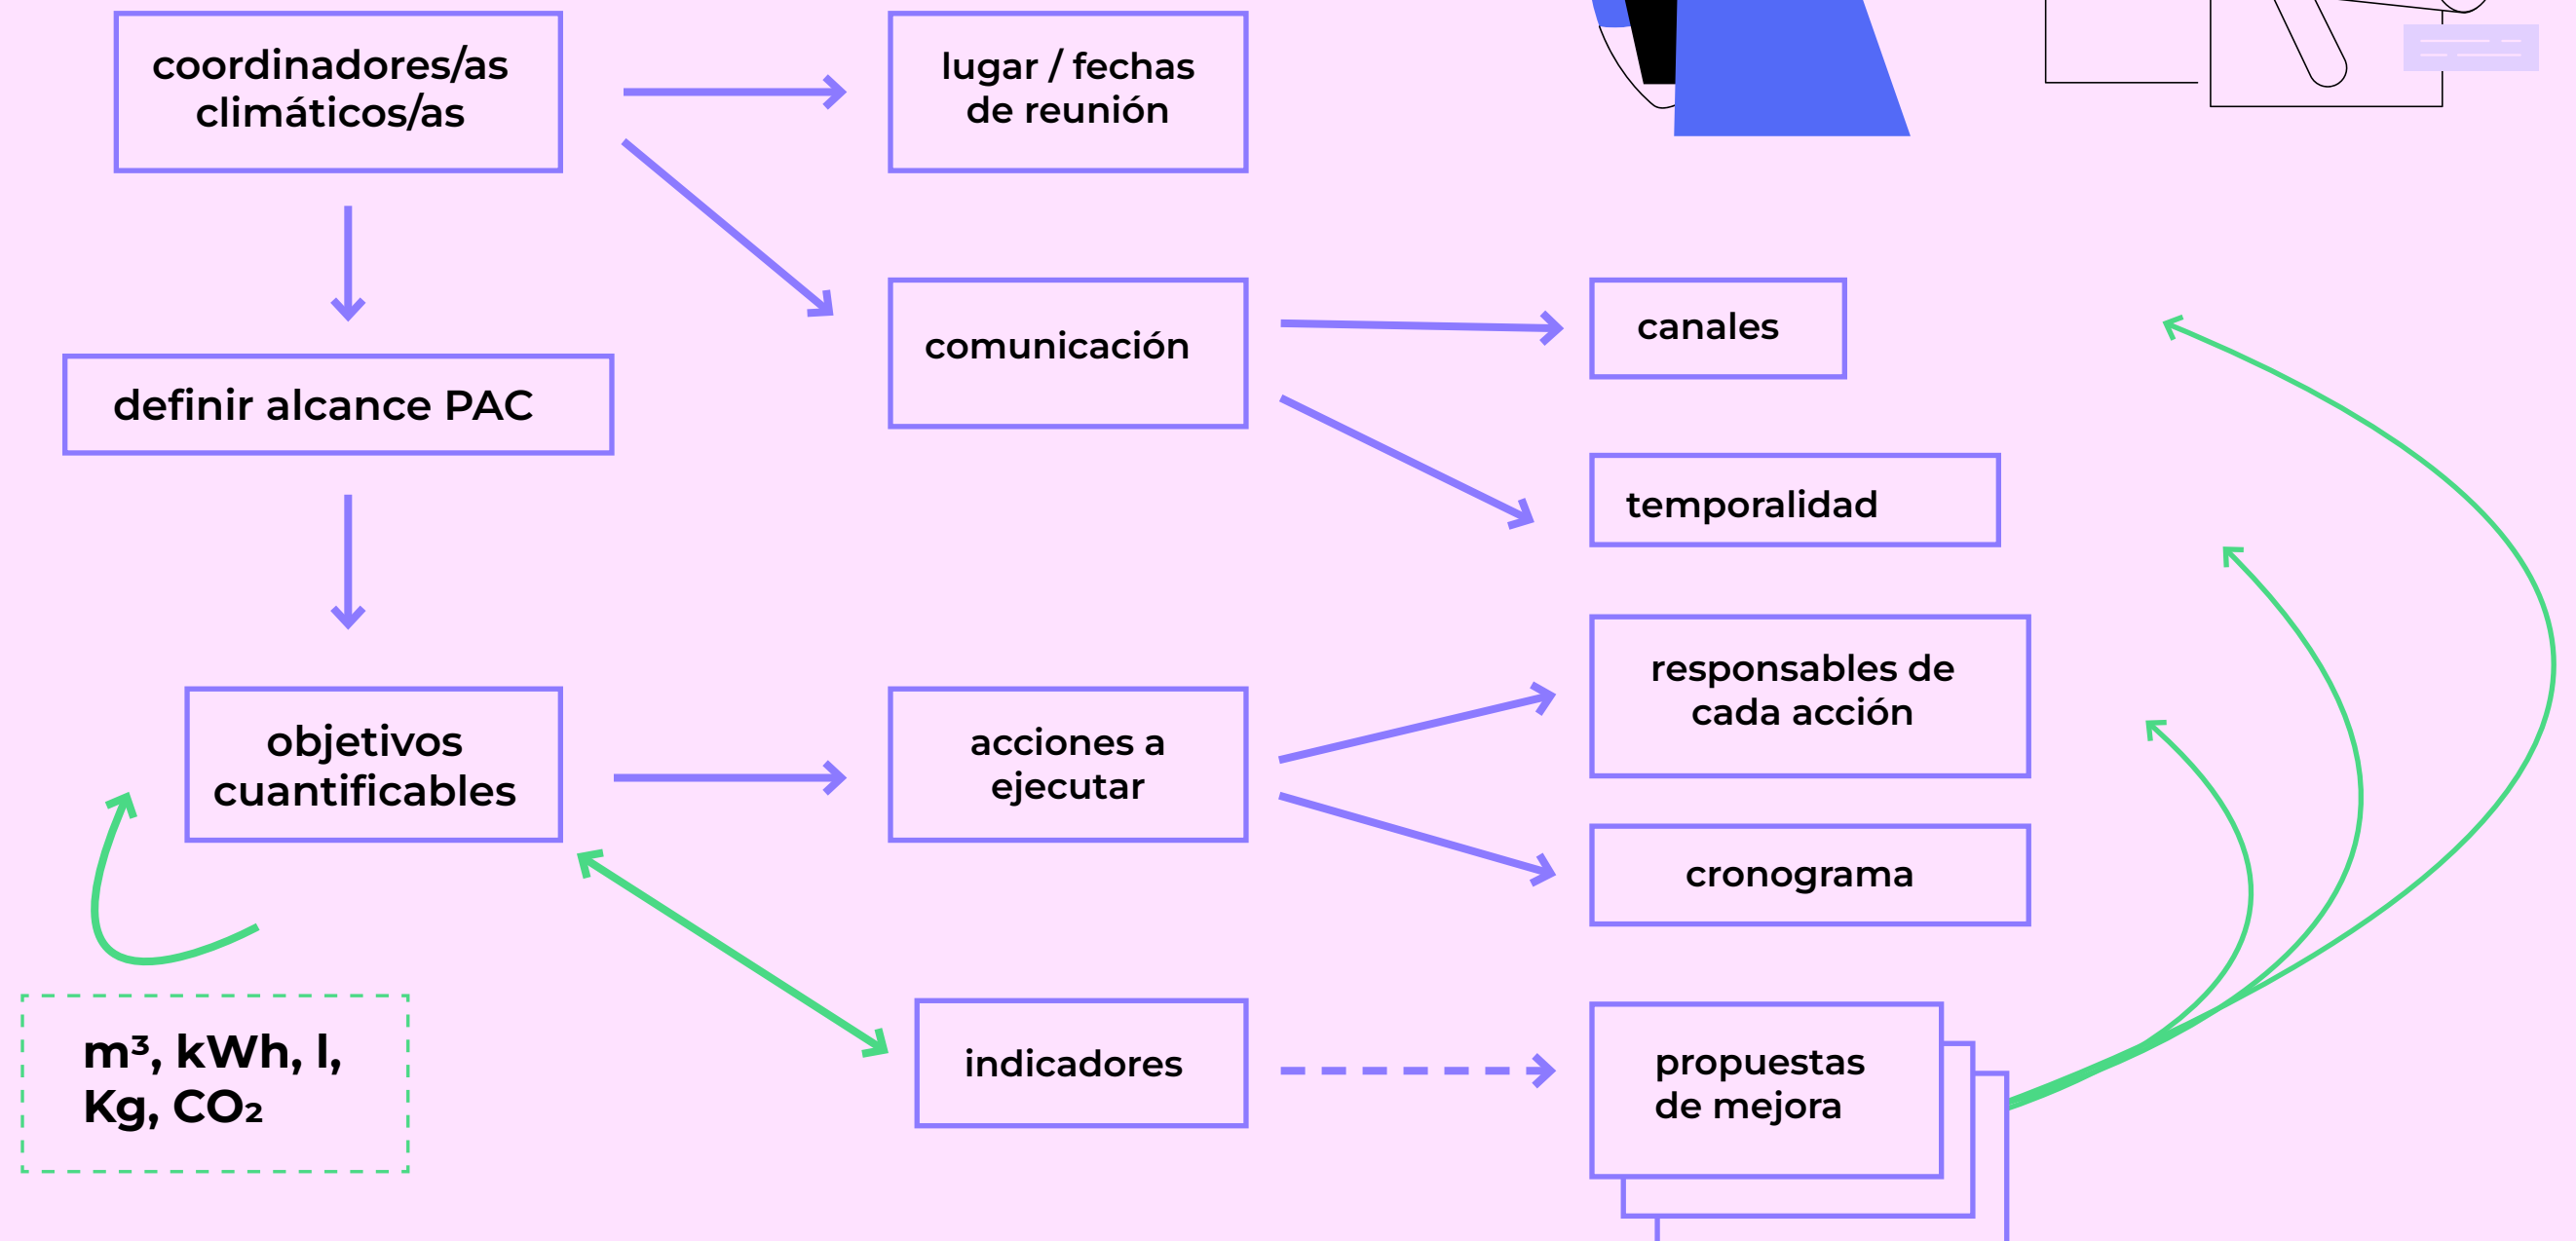 coordinadores/as
climáticos/as
lugar / fechas
de reunión
comunicación
canales
definir alcance PAC
temporalidad
objetivos
cuantificables
acciones a
ejecutar
responsables de
cada acción
cronograma
m³, kWh, l,
Kg, CO₂
indicadores
propuestas
de mejora